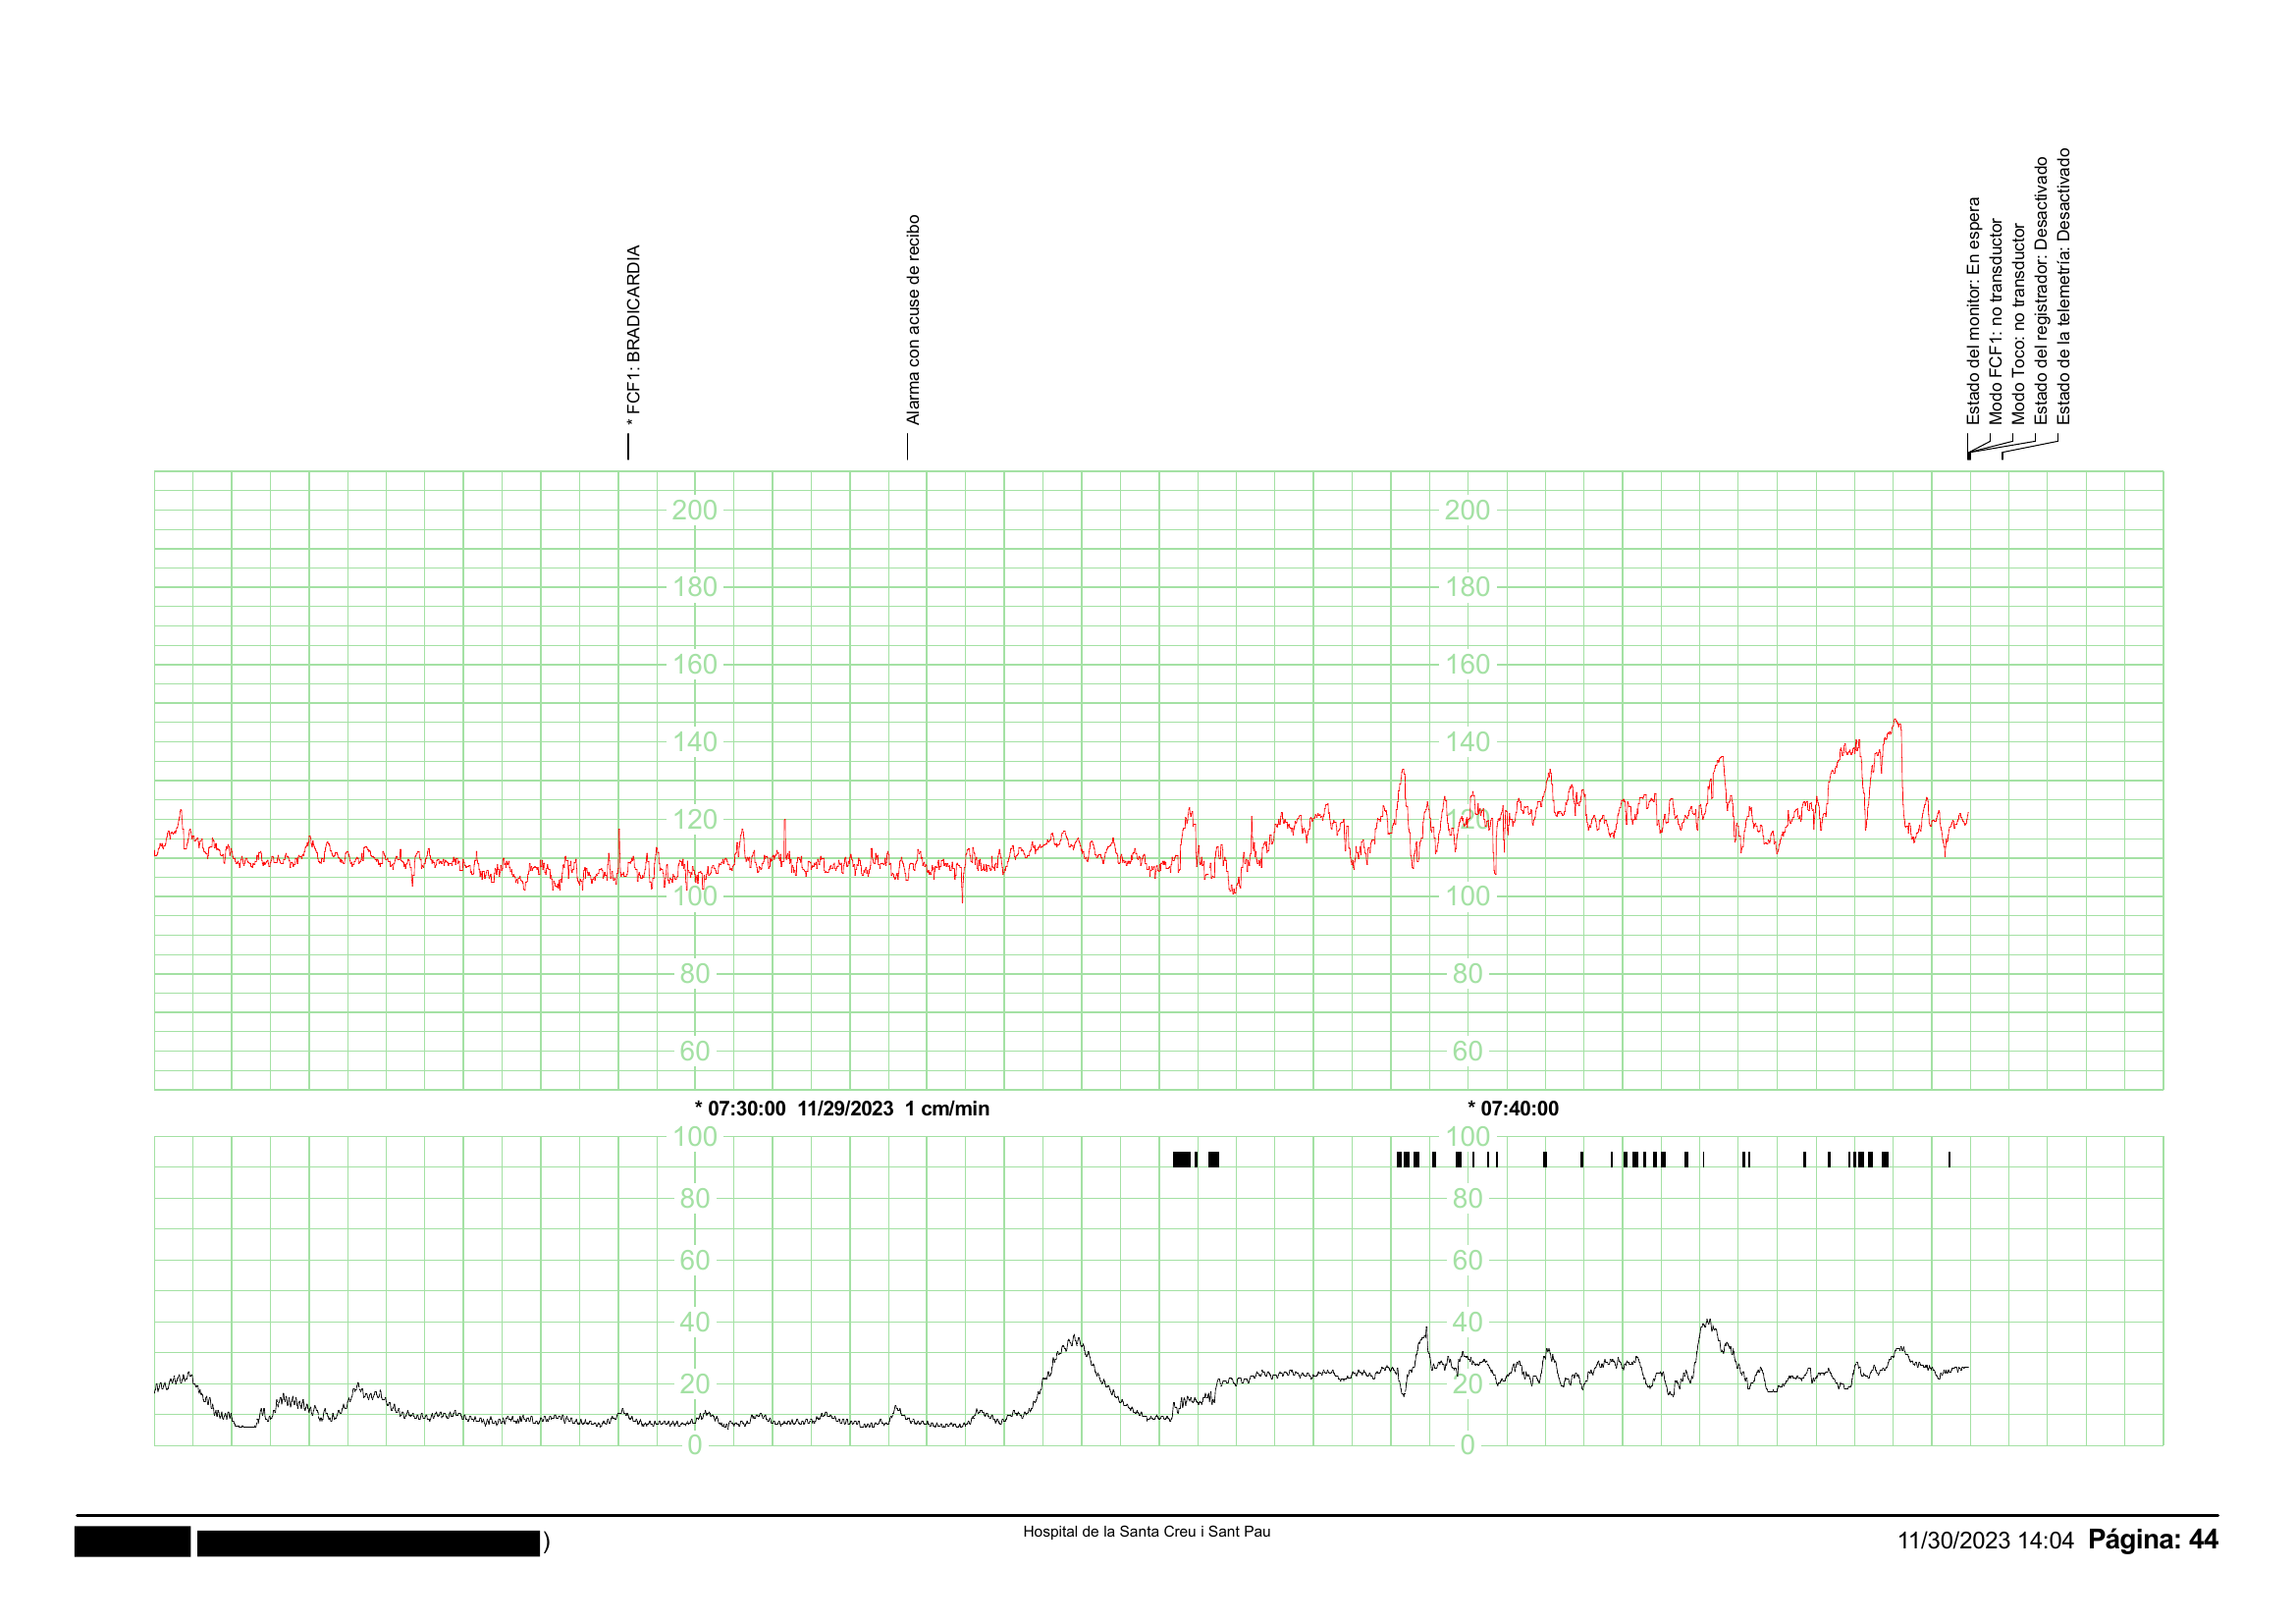 * FCF1: BRADICARDIA
Alarma con acuse de recibo
Estado del monitor: En espera
Modo FCF1: no transductor
Modo Toco: no transductor
Estado del registrador: Desactivado
Estado de la telemetría: Desactivado
200 200
180 180
160 160
140 140
120 120
100 100
80 80
60 60
* 07:30:00 11/29/2023 1 cm/min * 07:40:00
100 100
80 80
60 60
40 40
20 20
0 0
)
Hospital de la Santa Creu i Sant Pau
11/30/2023 14:04 Página: 44